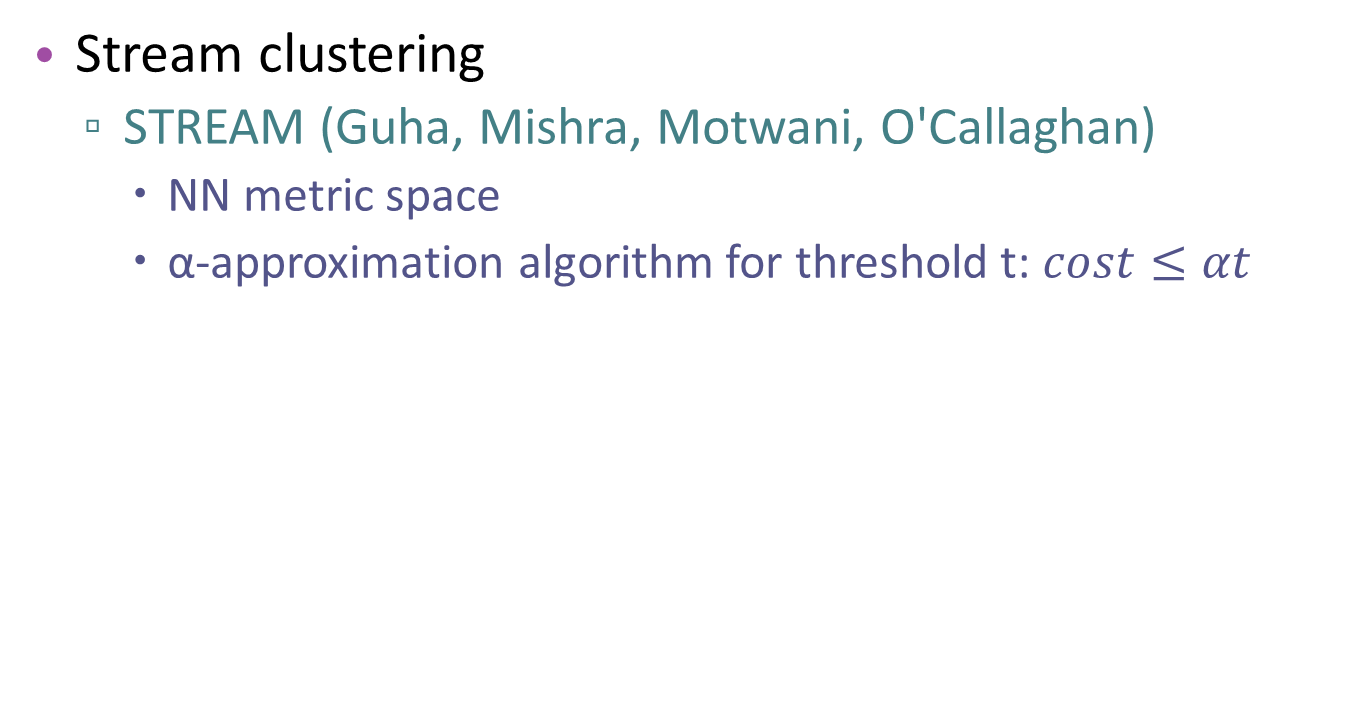 • Stream clustering
▫ STREAM (Guha, Mishra, Motwani, O'Callaghan)
• NN metric space
• α-approximation algorithm for threshold t: 𝑐𝑜𝑠𝑡 ≤ 𝛼𝑡